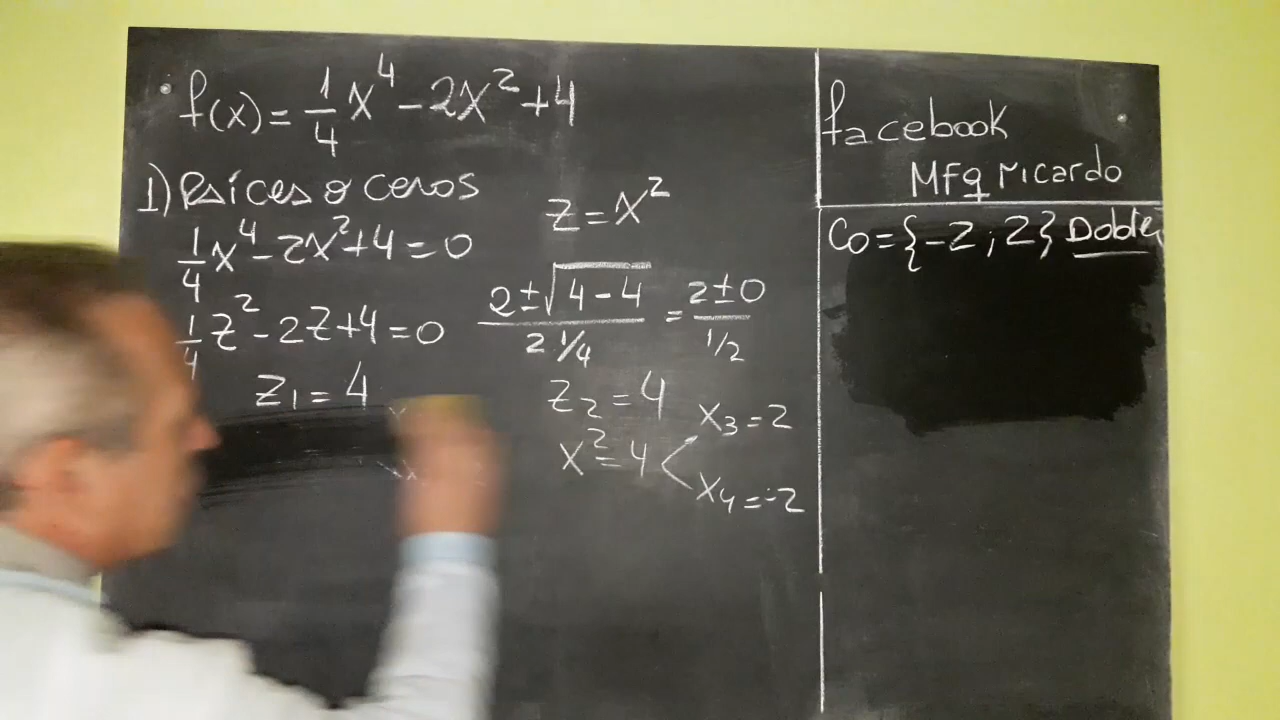 f(x) = 1/4 x⁴ - 2x² + 4
1) Raíces o ceros
1/4 x⁴ - 2x² + 4 = 0
1/4 z² - 2z + 4 = 0
z₁ = 4
z = x²
2 ± √4 - 4 / 2 1/4 = 2 ± 0 / 1/2
z₂ = 4
x² = 4
x₃ = 2
x₄ = -2
facebook
Mfq ricardo
Co = {-2 ; 2} Doble